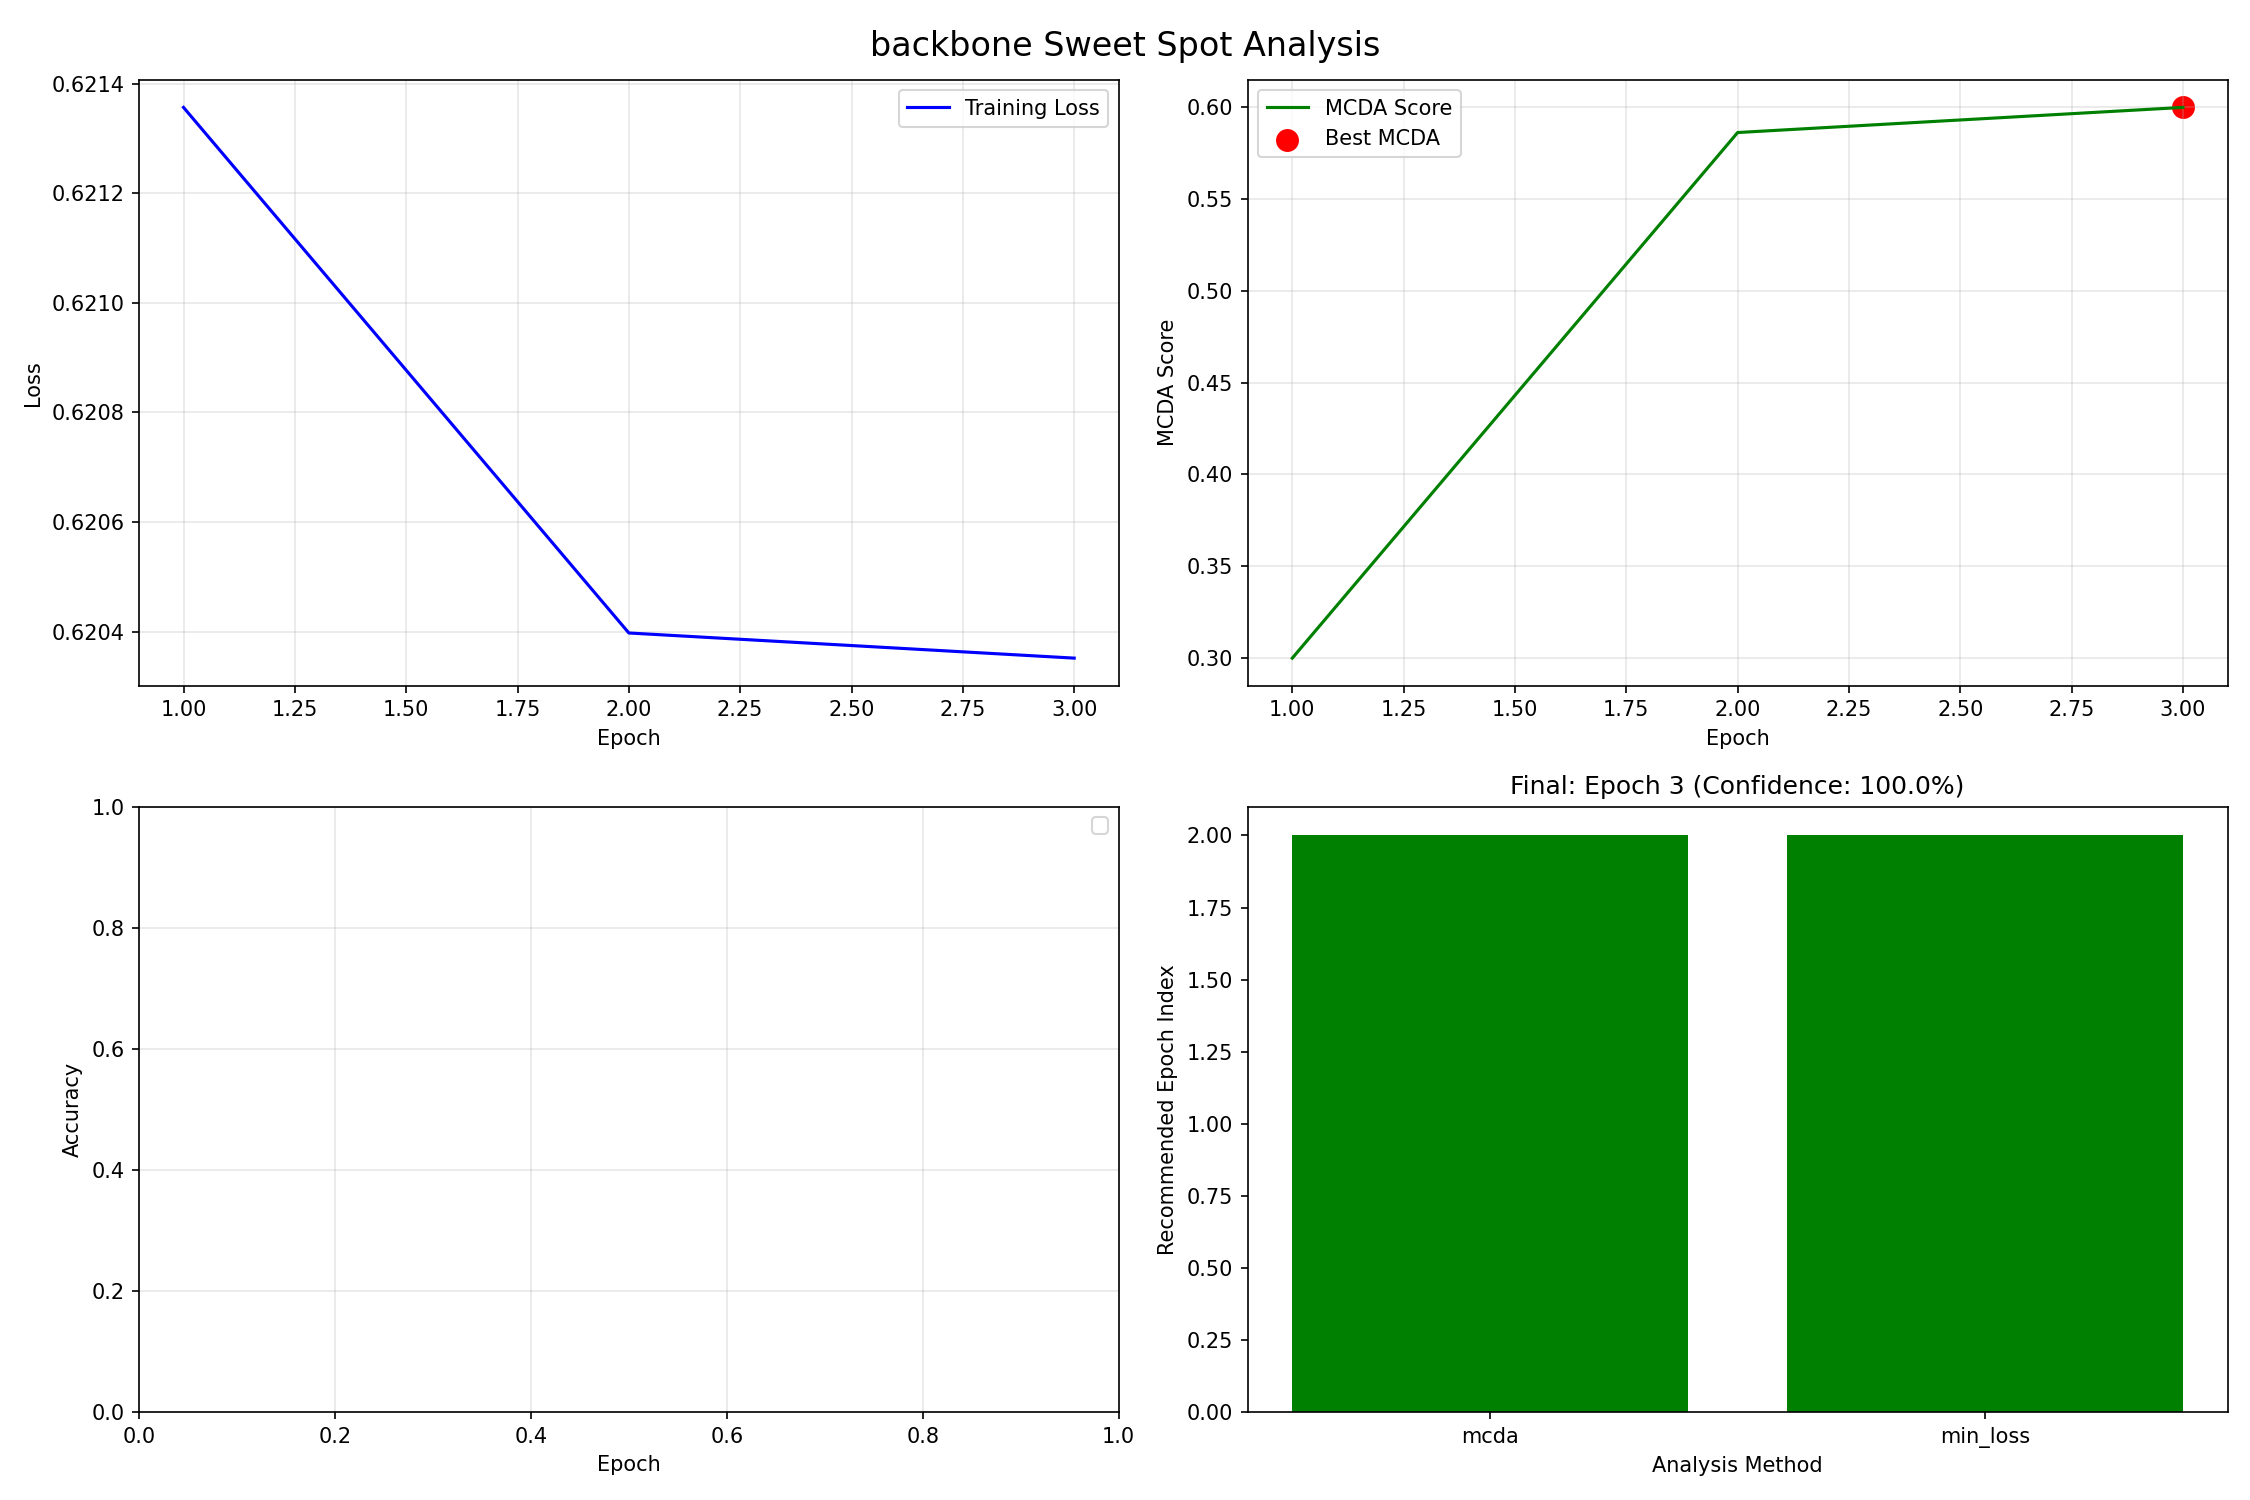 backbone Sweet Spot Analysis
0.6214
0.6212
0.6210
0.6208
0.6206
0.6204
Loss
Training Loss
1.00 1.25 1.50 1.75 2.00 2.25 2.50 2.75 3.00
Epoch
0.60
0.55
0.50
0.45
0.40
0.35
0.30
MCDA Score
MCDA Score
Best MCDA
1.00 1.25 1.50 1.75 2.00 2.25 2.50 2.75 3.00
Epoch
1.0
0.8
0.6
0.4
0.2
0.0
Accuracy
0.0 0.2 0.4 0.6 0.8 1.0
Epoch
Final: Epoch 3 (Confidence: 100.0%)
2.00
1.75
1.50
1.25
1.00
0.75
0.50
0.25
0.00
Recommended Epoch Index
mcda min_loss
Analysis Method